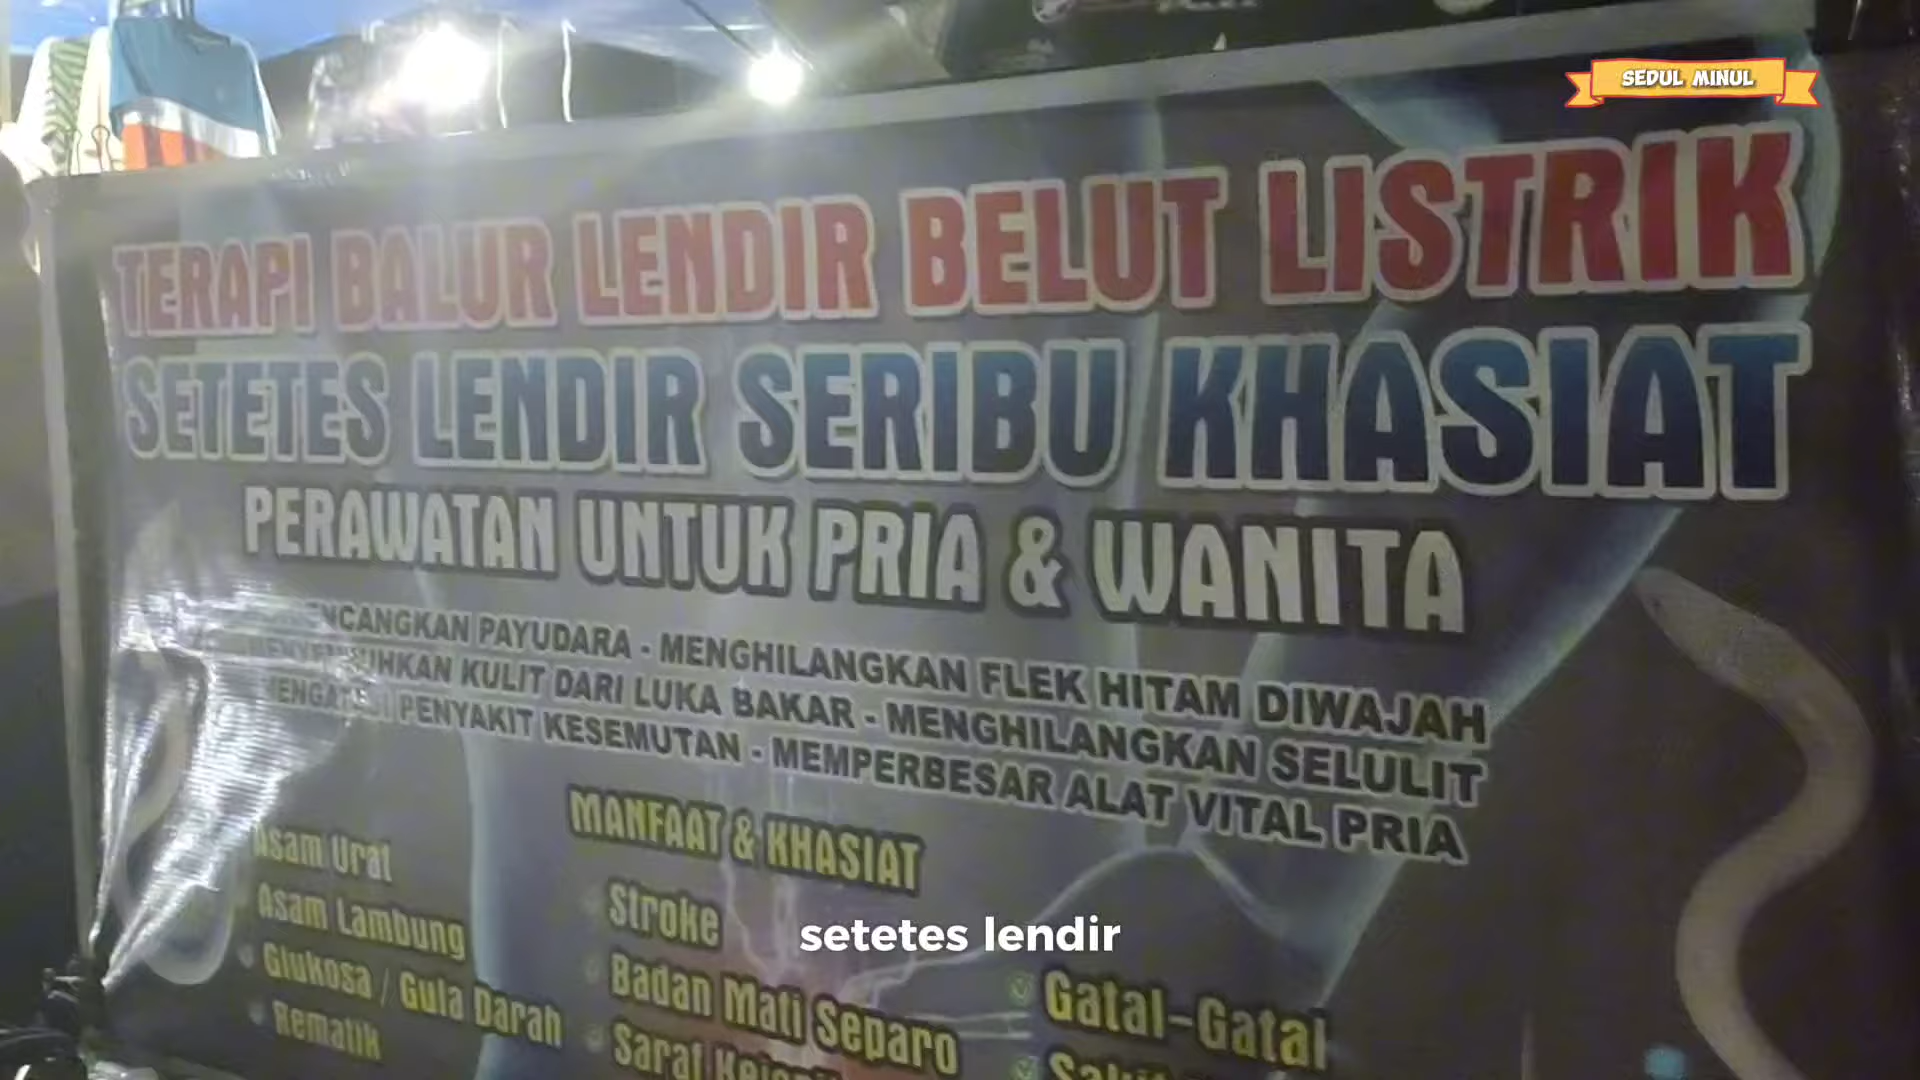 SEDUL MINUL
TERAPI BALUR LENDIR BELUT LISTRIK
SETETES LENDIR SERIBU KHASIAT
PERAWATAN UNTUK PRIA & WANITA
PAYUDARA - MENGHILANGKAN FLEK HITAM DIWAJAH
KULIT DARI LUKA BAKAR - MENGHILANGKAN SELULIT
PENYAKIT KESEMUTAN - MEMPERBESAR ALAT VITAL PRIA
MANFAAT & KHASIAT
Asam Urat
Asam Lambung
Glukosa / Gula Darah
Rematik
Stroke
Badan Mati Separo
Saraf
Gatal-Gatal
setetes lendir